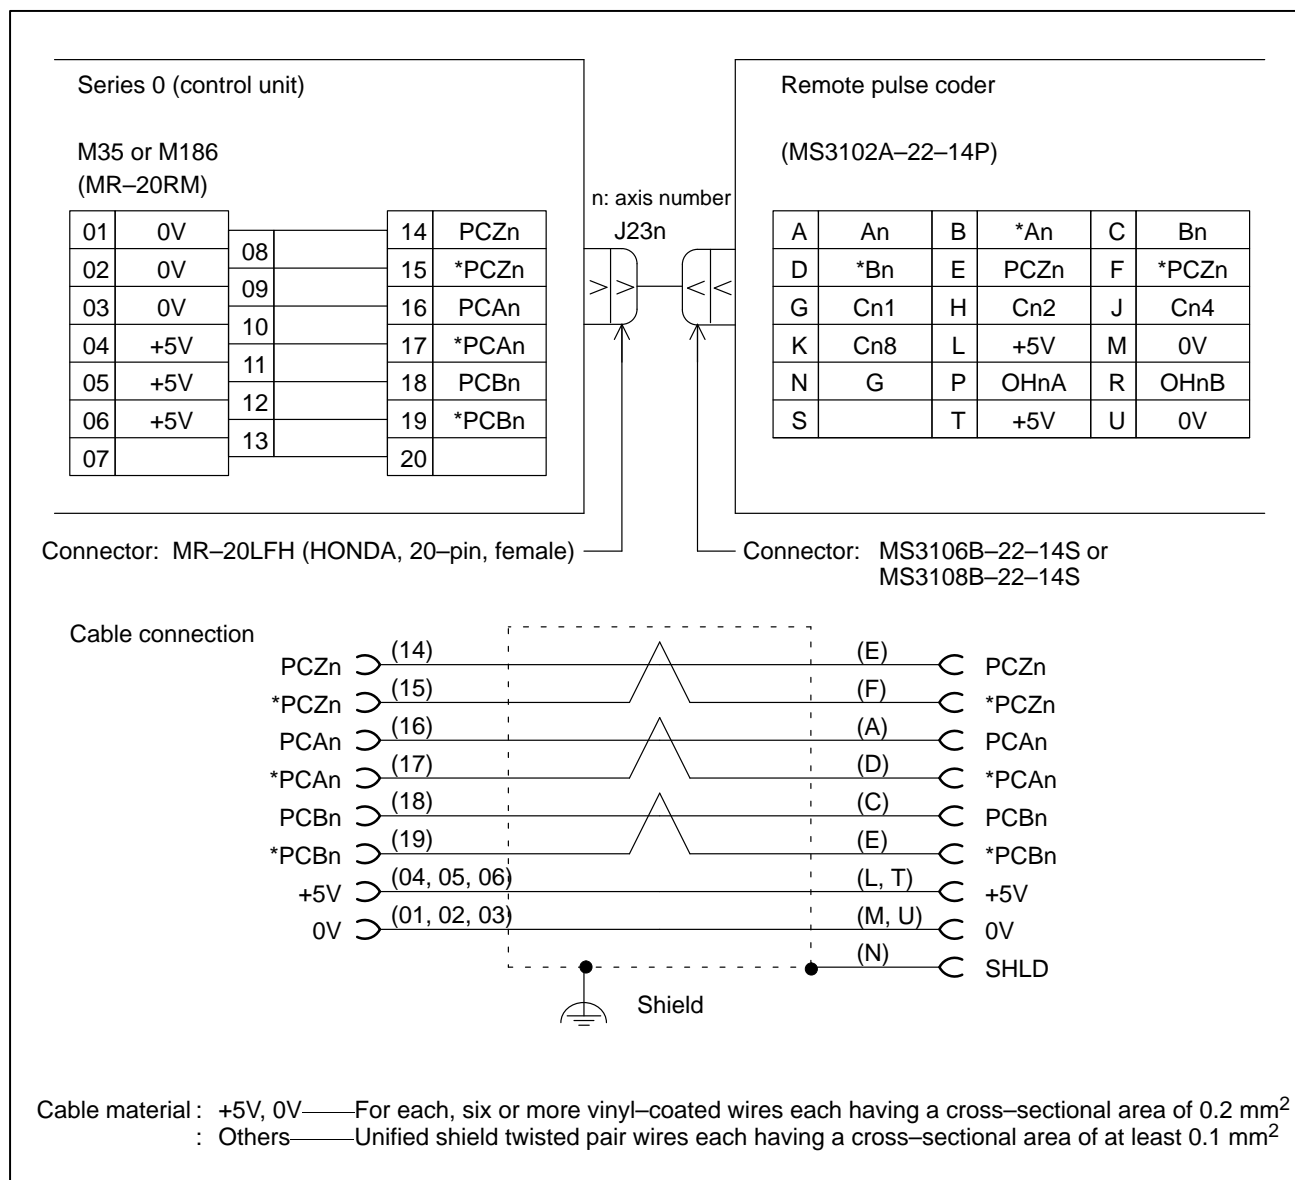 Series 0 (control unit)
M35 or M186
(MR–20RM)
01 0V 14 PCZn
08
02 0V 15 *PCZn
09
03 0V 16 PCAn
10
04 +5V 17 *PCAn
11
05 +5V 18 PCBn
12
06 +5V 19 *PCBn
13
07 20
n: axis number
J23n
> > < <
Remote pulse coder
(MS3102A–22–14P)
A An B *An C Bn
D *Bn E PCZn F *PCZn
G Cn1 H Cn2 J Cn4
K Cn8 L +5V M 0V
N G P OHnA R OHnB
S T +5V U 0V
Connector: MR–20LFH (HONDA, 20–pin, female)
Connector: MS3106B–22–14S or
MS3108B–22–14S
Cable connection
PCZn (14) (E) PCZn
*PCZn (15) (F) *PCZn
PCAn (16) (A) PCAn
*PCAn (17) (D) *PCAn
PCBn (18) (C) PCBn
*PCBn (19) (E) *PCBn
+5V (04, 05, 06) (L, T) +5V
0V (01, 02, 03) (M, U) 0V
(N) SHLD
Shield
Cable material : +5V, 0V——For each, six or more vinyl–coated wires each having a cross–sectional area of 0.2 mm²
: Others——Unified shield twisted pair wires each having a cross–sectional area of at least 0.1 mm²